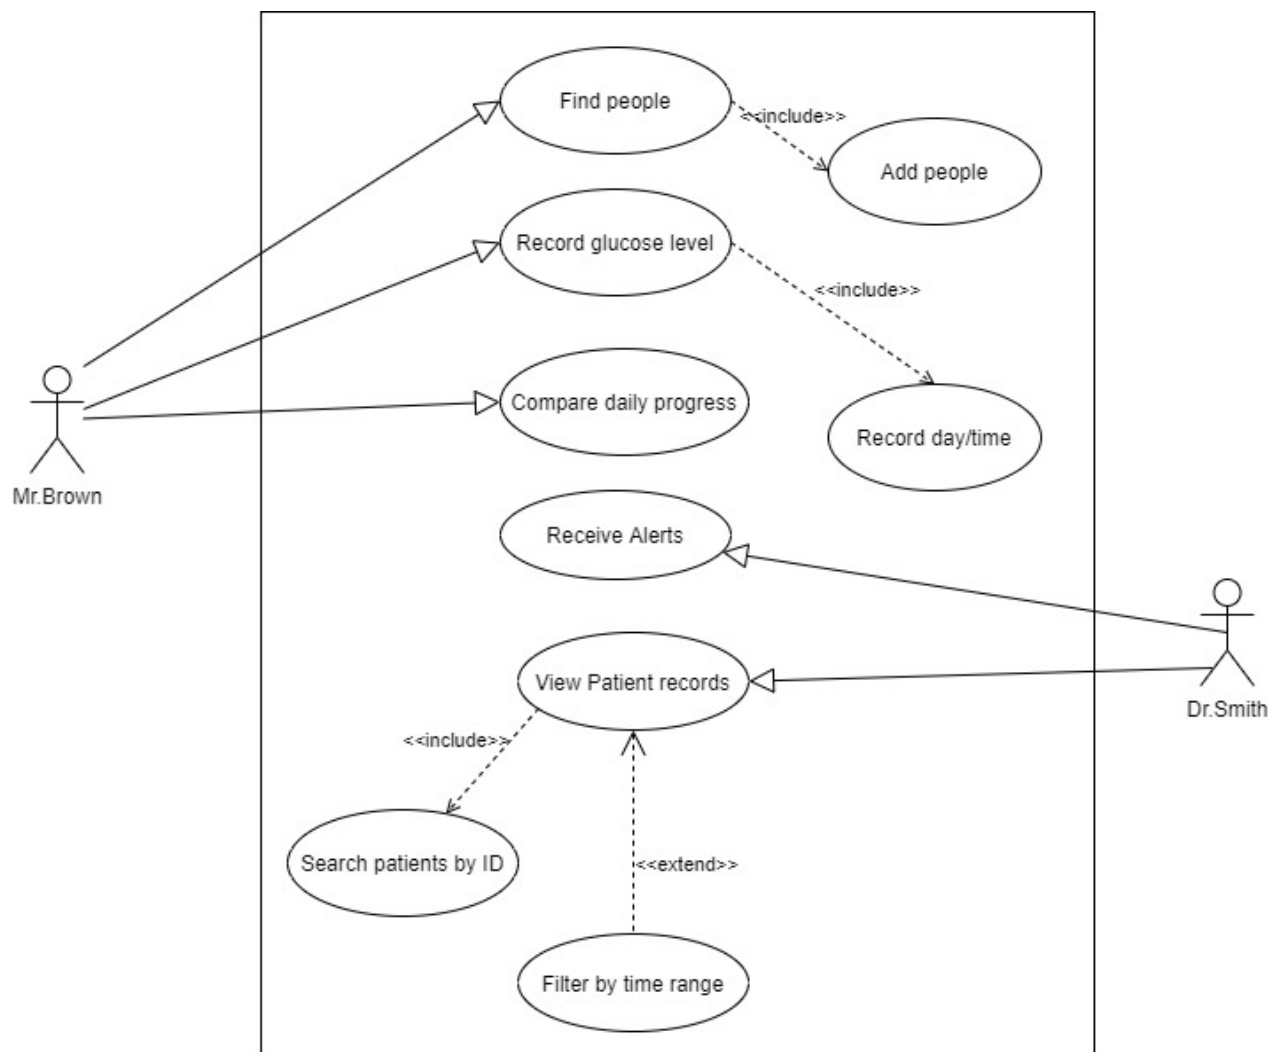 Find people
<<include>>
Add people
Record glucose level
<<include>>
Compare daily progress
Record day/time
Mr.Brown
Receive Alerts
View Patient records
Dr.Smith
<<include>>
Search patients by ID
<<extend>>
Filter by time range